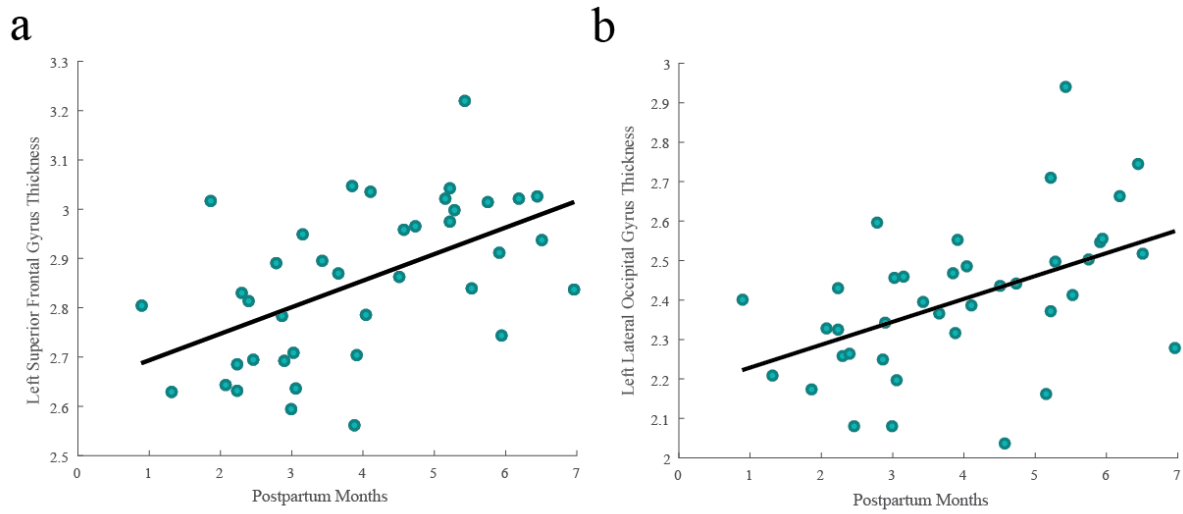 a
3.3
3.2
3.1
3
2.9
2.8
2.7
2.6
2.5
0 1 2 3 4 5 6 7
Left Superior Frontal Gyrus Thickness
Postpartum Months
b
3
2.9
2.8
2.7
2.6
2.5
2.4
2.3
2.2
2.1
2
0 1 2 3 4 5 6 7
Left Lateral Occipital Gyrus Thickness
Postpartum Months